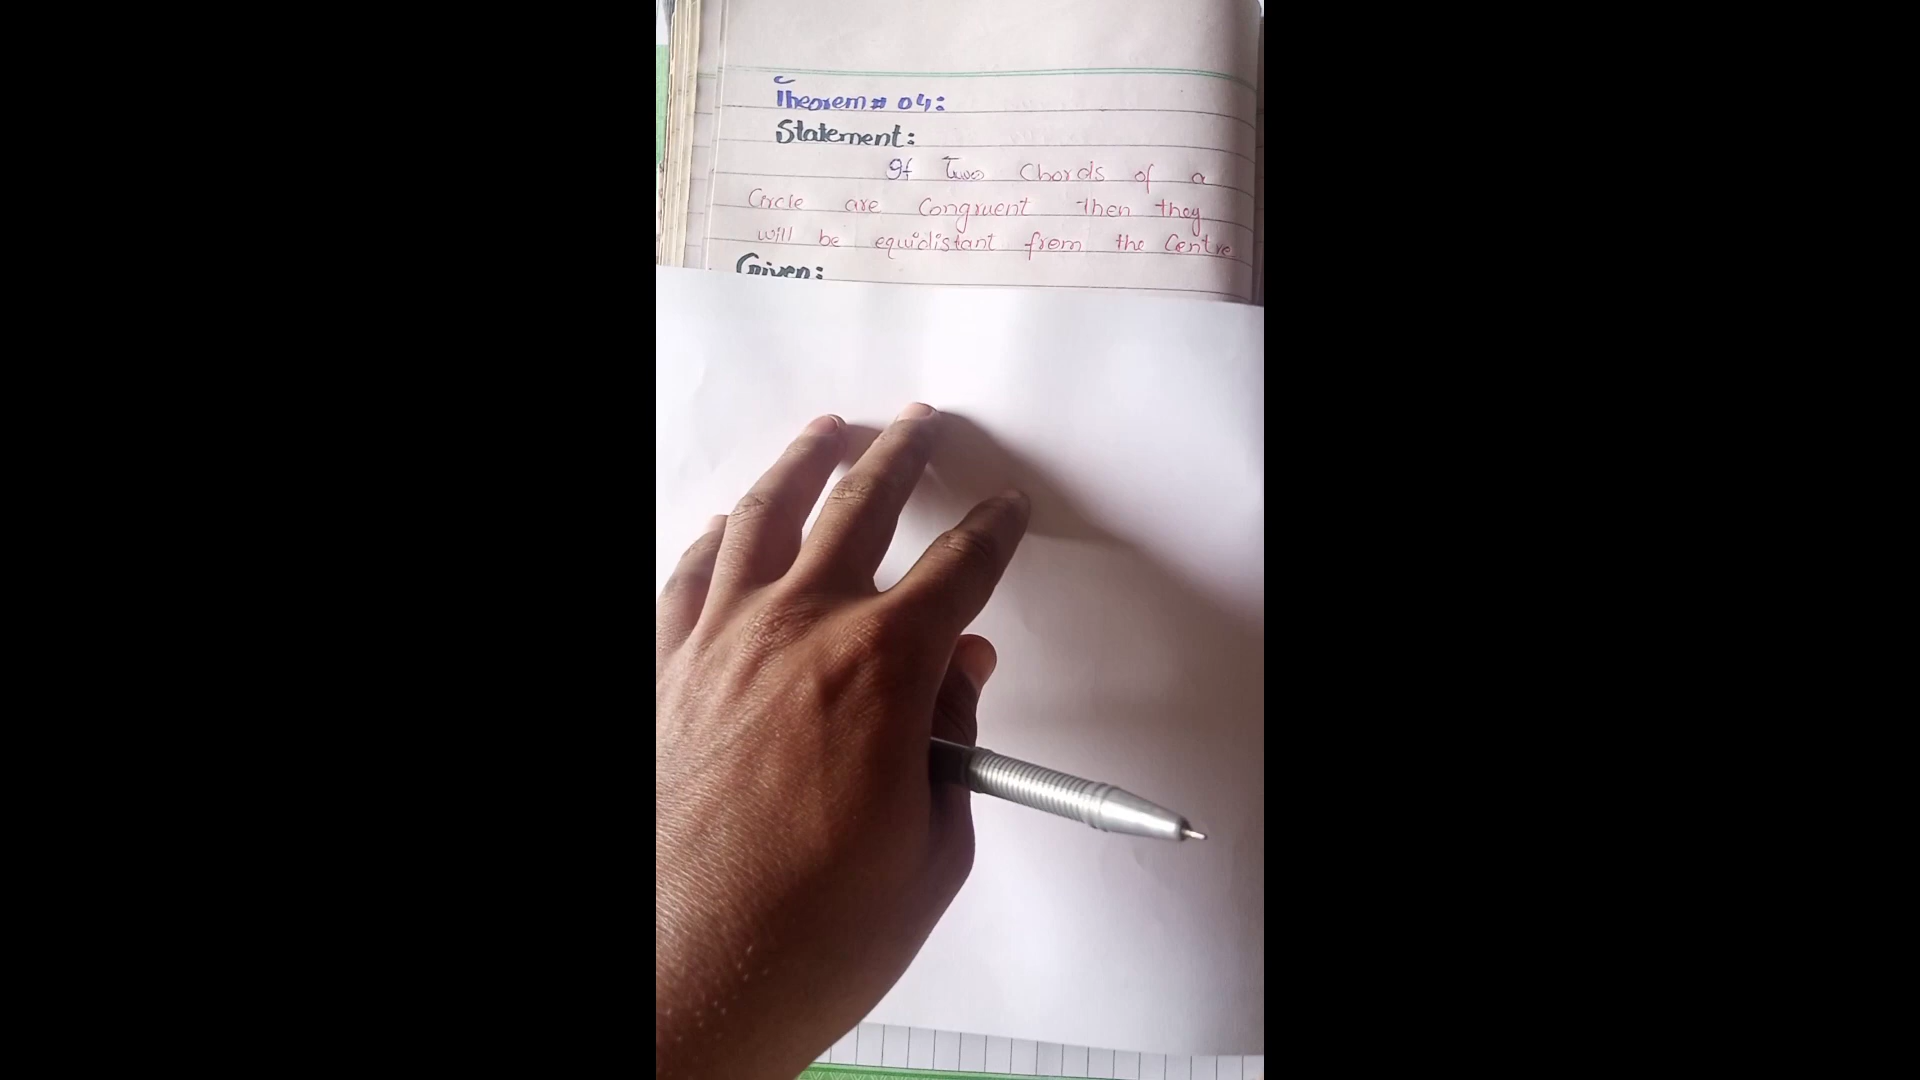 Theorem # 04:
Statement:
If Two Chords of a
Circle are Congruent then they
will be equidistant from the Centre
Given: